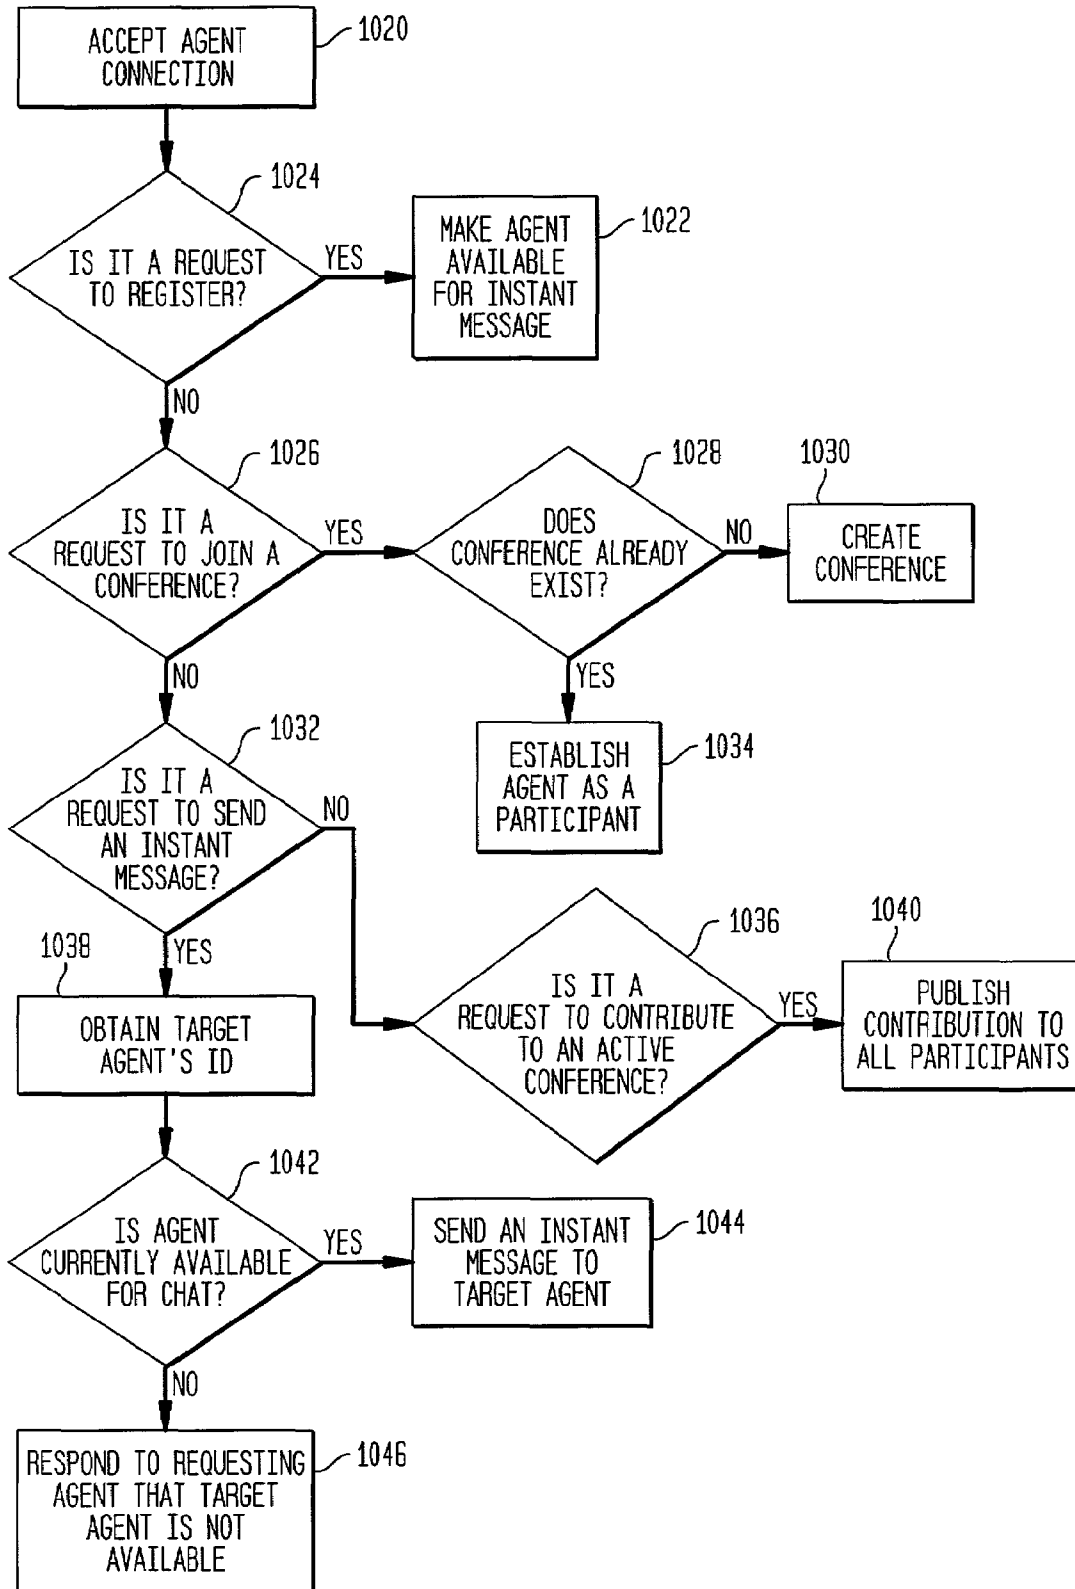 ACCEPT AGENT
CONNECTION
1020
1024
IS IT A REQUEST
TO REGISTER?
YES
MAKE AGENT
AVAILABLE
FOR INSTANT
MESSAGE
1022
NO
1026
IS IT A
REQUEST TO JOIN A
CONFERENCE?
YES
1028
DOES
CONFERENCE ALREADY
EXIST?
NO
1030
CREATE
CONFERENCE
NO
YES
1032
IS IT A
REQUEST TO SEND
AN INSTANT
MESSAGE?
NO
ESTABLISH
AGENT AS A
PARTICIPANT
1034
YES
1036
IS IT A
REQUEST TO CONTRIBUTE
TO AN ACTIVE
CONFERENCE?
YES
1040
PUBLISH
CONTRIBUTION TO
ALL PARTICIPANTS
1038
OBTAIN TARGET
AGENT'S ID
1042
IS AGENT
CURRENTLY AVAILABLE
FOR CHAT?
YES
SEND AN INSTANT
MESSAGE TO
TARGET AGENT
1044
NO
RESPOND TO REQUESTING
AGENT THAT TARGET
AGENT IS NOT
AVAILABLE
1046